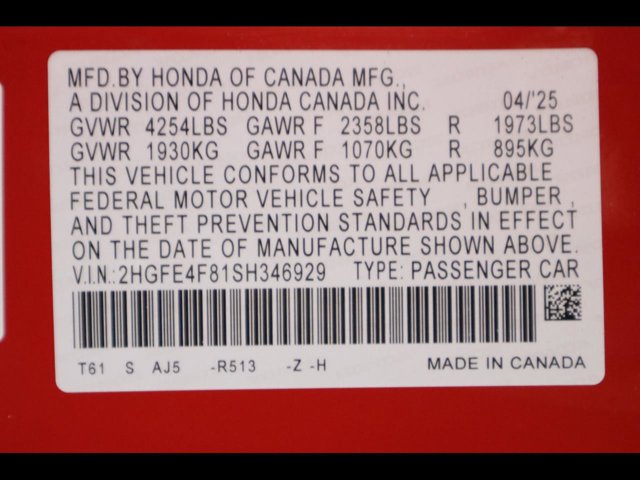 MFD.BY HONDA OF CANADA MFG.,
A DIVISION OF HONDA CANADA INC. 04/'25
GVWR 4254LBS GAWR F 2358LBS R 1973LBS
GVWR 1930KG GAWR F 1070KG R 895KG
THIS VEHICLE CONFORMS TO ALL APPLICABLE
FEDERAL MOTOR VEHICLE SAFETY , BUMPER ,
AND THEFT PREVENTION STANDARDS IN EFFECT
ON THE DATE OF MANUFACTURE SHOWN ABOVE.
V.I.N.: 2HGFE4F81SH346929 TYPE: PASSENGER CAR
T61 S AJ5 -R513 -Z -H MADE IN CANADA